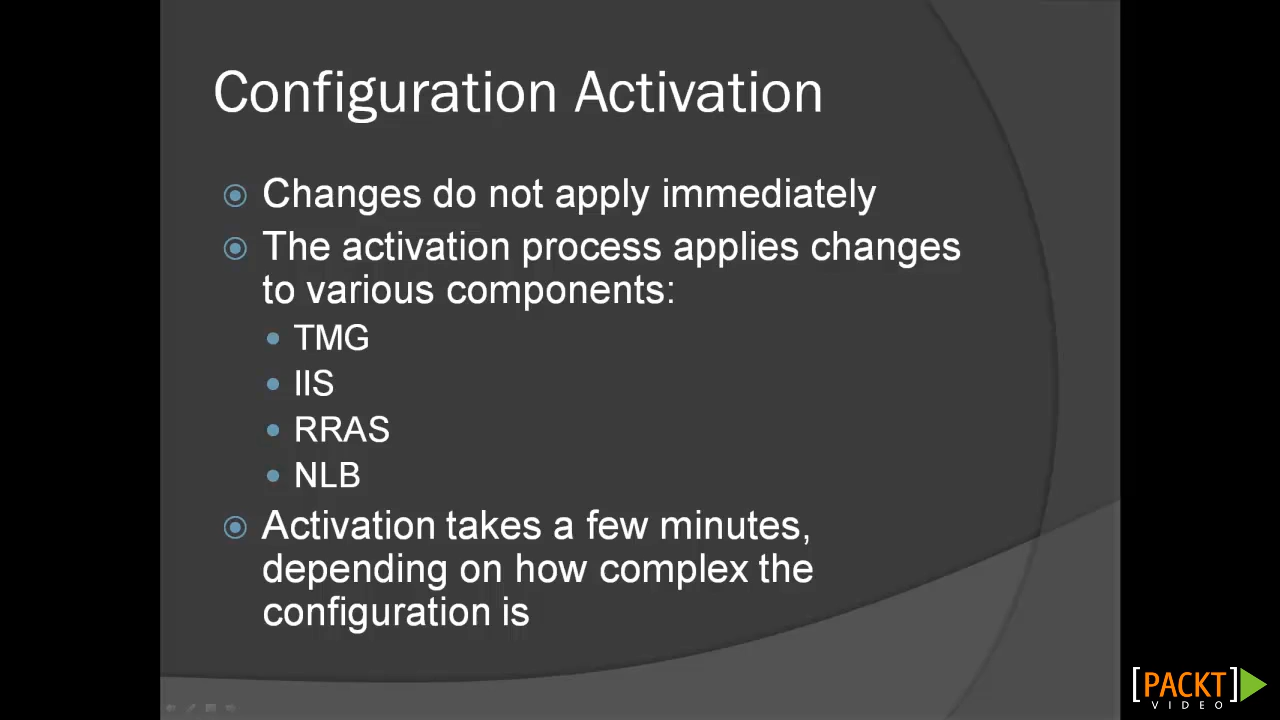 Configuration Activation
Changes do not apply immediately
The activation process applies changes
to various components:
TMG
IIS
RRAS
NLB
Activation takes a few minutes,
depending on how complex the
configuration is
[PACKT]
VIDEO